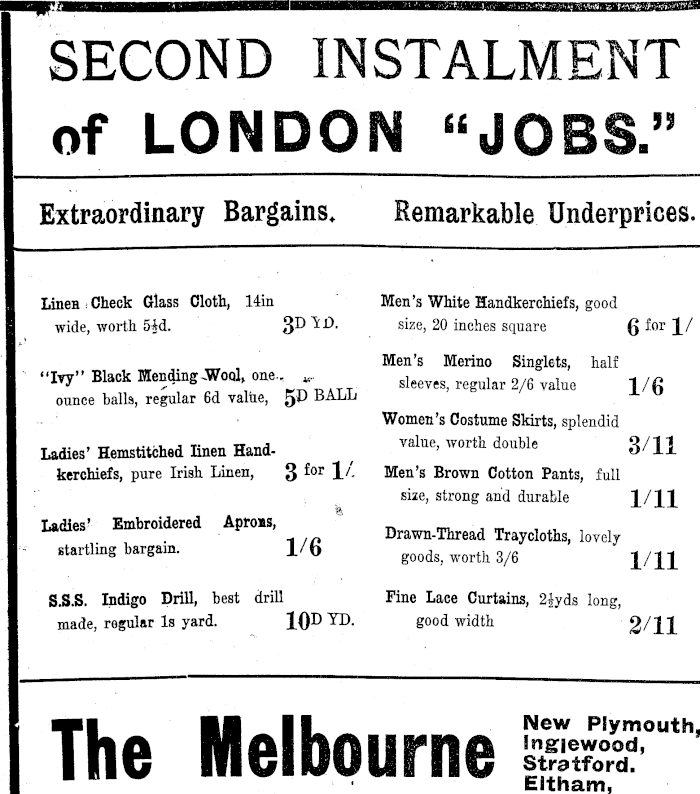 SECOND INSTALMENT
of LONDON "JOBS."
Extraordinary Bargains.
Remarkable Underprices.
Linen Check Glass Cloth, 14in
wide, worth 5½d. 3D YD.
"Ivy" Black Mending Wool, one
ounce balls, regular 6d value, 5D BALL
Ladies' Hemstitched Linen Hand-
kerchiefs, pure Irish Linen, 3 for 1/.
Ladies' Embroidered Aprons,
startling bargain. 1/6
S.S.S. Indigo Drill, best drill
made, regular 1s yard. 10D YD.
Men's White Handkerchiefs, good
size, 20 inches square 6 for 1/
Men's Merino Singlets, half
sleeves, regular 2/6 value 1/6
Women's Costume Skirts, splendid
value, worth double 3/11
Men's Brown Cotton Pants, full
size, strong and durable 1/11
Drawn-Thread Traycloths, lovely
goods, worth 3/6 1/11
Fine Lace Curtains, 2½yds long,
good width 2/11
The Melbourne
New Plymouth,
Inglewood,
Stratford.
Eltham,